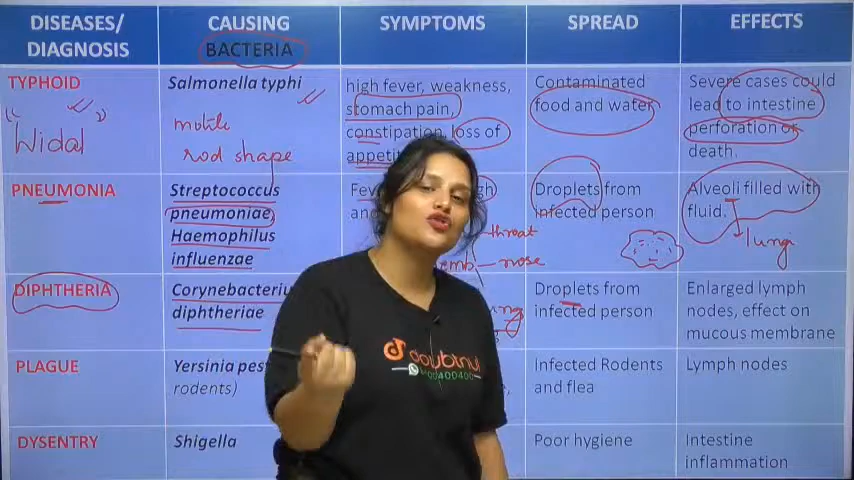 DISEASES/
DIAGNOSIS
CAUSING
BACTERIA
SYMPTOMS
SPREAD
EFFECTS
TYPHOID
"Widal"
Salmonella typhi
motile
rod shape
high fever, weakness,
stomach pain,
constipation, loss of
Contaminated
food and water
Severe cases could
lead to intestine
perforation or
death.
PNEUMONIA
Streptococcus
pneumoniae,
Haemophilus
influenzae
and
throat
nose
Droplets from
infected person
Alveoli filled with
fluid.
lungs
DIPHTHERIA
diphtheriae
Droplets from
infected person
Enlarged lymph
nodes, effect on
mucous membrane
PLAGUE
Yersinia
rodents)
Infected Rodents
and flea
Lymph nodes
DYSENTRY
Shigella
Poor hygiene
Intestine
inflammation
doubtnut